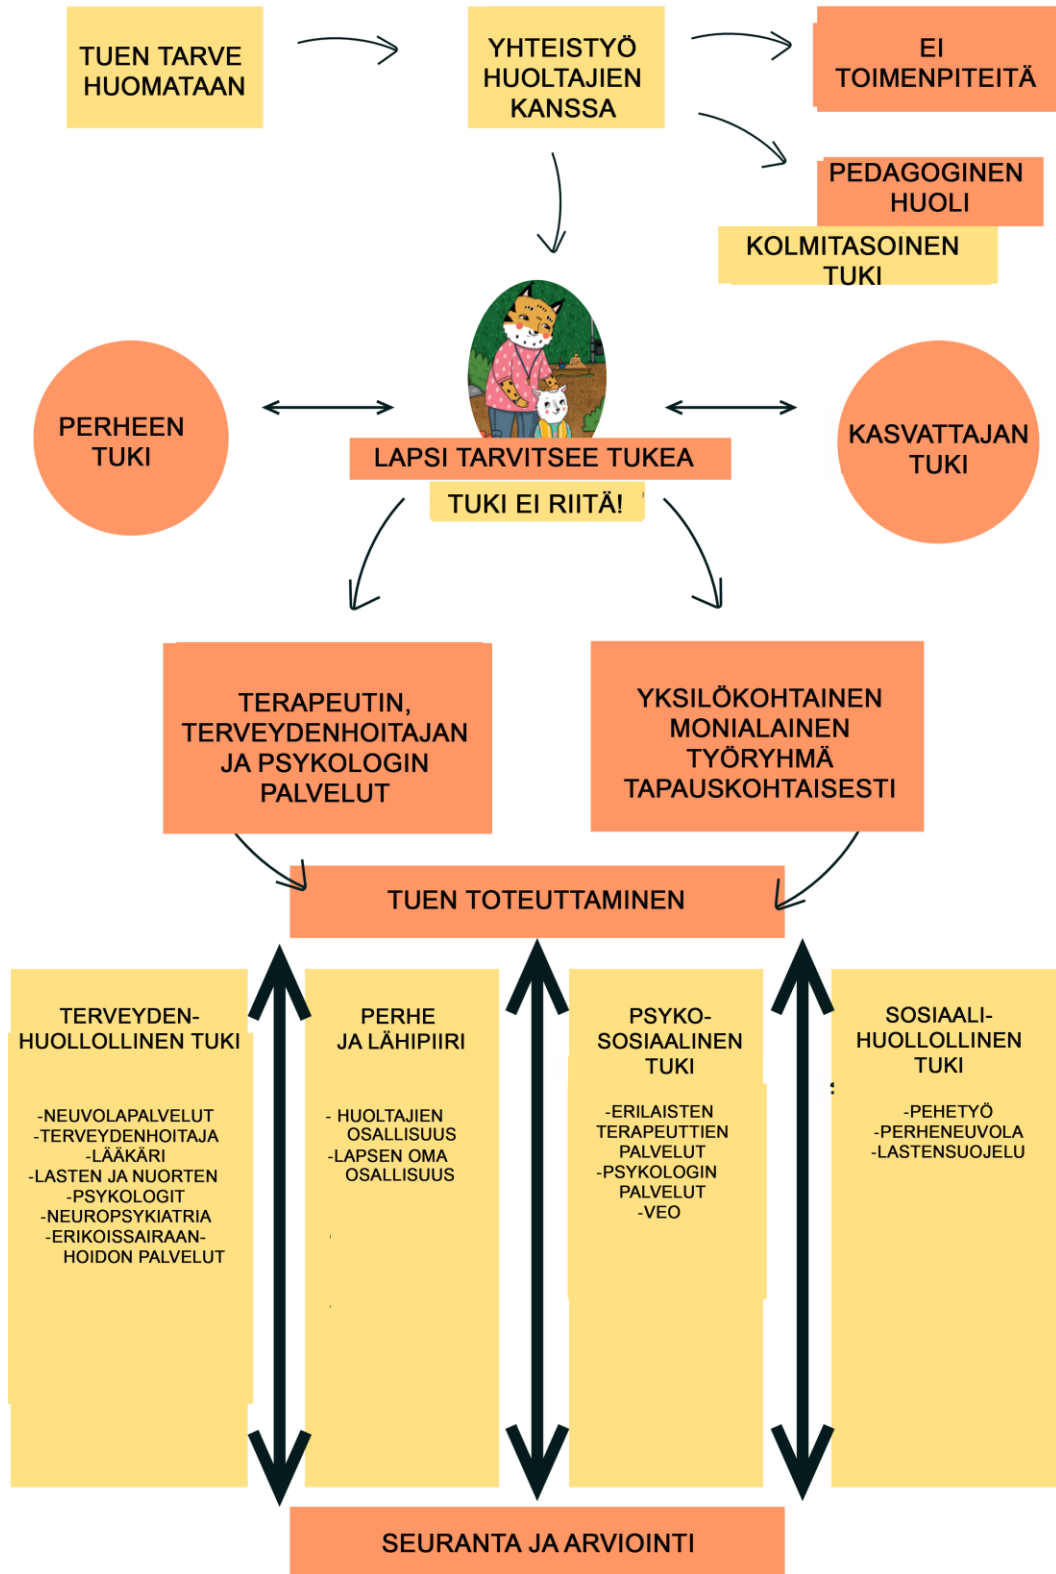 TUEN TARVE
HUOMATAAN
YHTEISTYÖ
HUOLTAJIEN
KANSSA
EI
TOIMENPITEITÄ
PEDAGOGINEN
HUOLI
KOLMITASOINEN
TUKI
PERHEEN
TUKI
LAPSI TARVITSEE TUKEA
TUKI EI RIITÄ!
KASVATTAJAN
TUKI
TERAPEUTIN,
TERVEYDENHOITAJAN
JA PSYKOLOGIN
PALVELUT
YKSILÖKOHTAINEN
MONIALAINEN
TYÖRYHMÄ
TAPAUSKOHTAISESTI
TUEN TOTEUTTAMINEN
TERVEYDEN-
HUOLLOLLINEN TUKI
-NEUVOLAPALVELUT
-TERVEYDENHOITAJA
-LÄÄKÄRI
-LASTEN JA NUORTEN
-PSYKOLOGIT
-NEUROPSYKIATRIA
-ERIKOISSAIRAAN-
HOIDON PALVELUT
PERHE
JA LÄHIPIIRI
- HUOLTAJIEN
OSALLISUUS
-LAPSEN OMA
OSALLISUUS
PSYKO-
SOSIAALINEN
TUKI
-ERILAISTEN
TERAPEUTTIEN
PALVELUT
-PSYKOLOGIN
PALVELUT
-VEO
SOSIAALI-
HUOLLOLLINEN
TUKI
-PEHETYÖ
-PERHENEUVOLA
-LASTENSUOJELU
SEURANTA JA ARVIOINTI